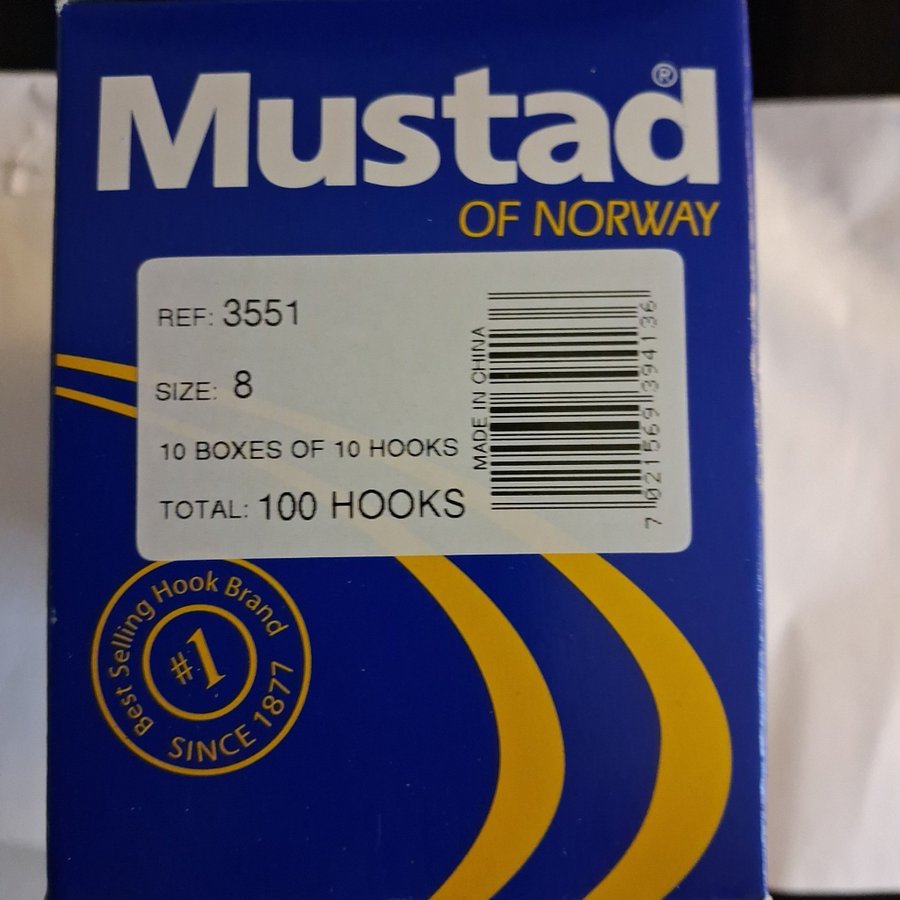 Mustad®
OF NORWAY
REF: 3551
SIZE: 8
10 BOXES OF 10 HOOKS
TOTAL: 100 HOOKS
MADE IN CHINA
7 021569 394136
Best Selling Hook Brand
#1
SINCE 1877